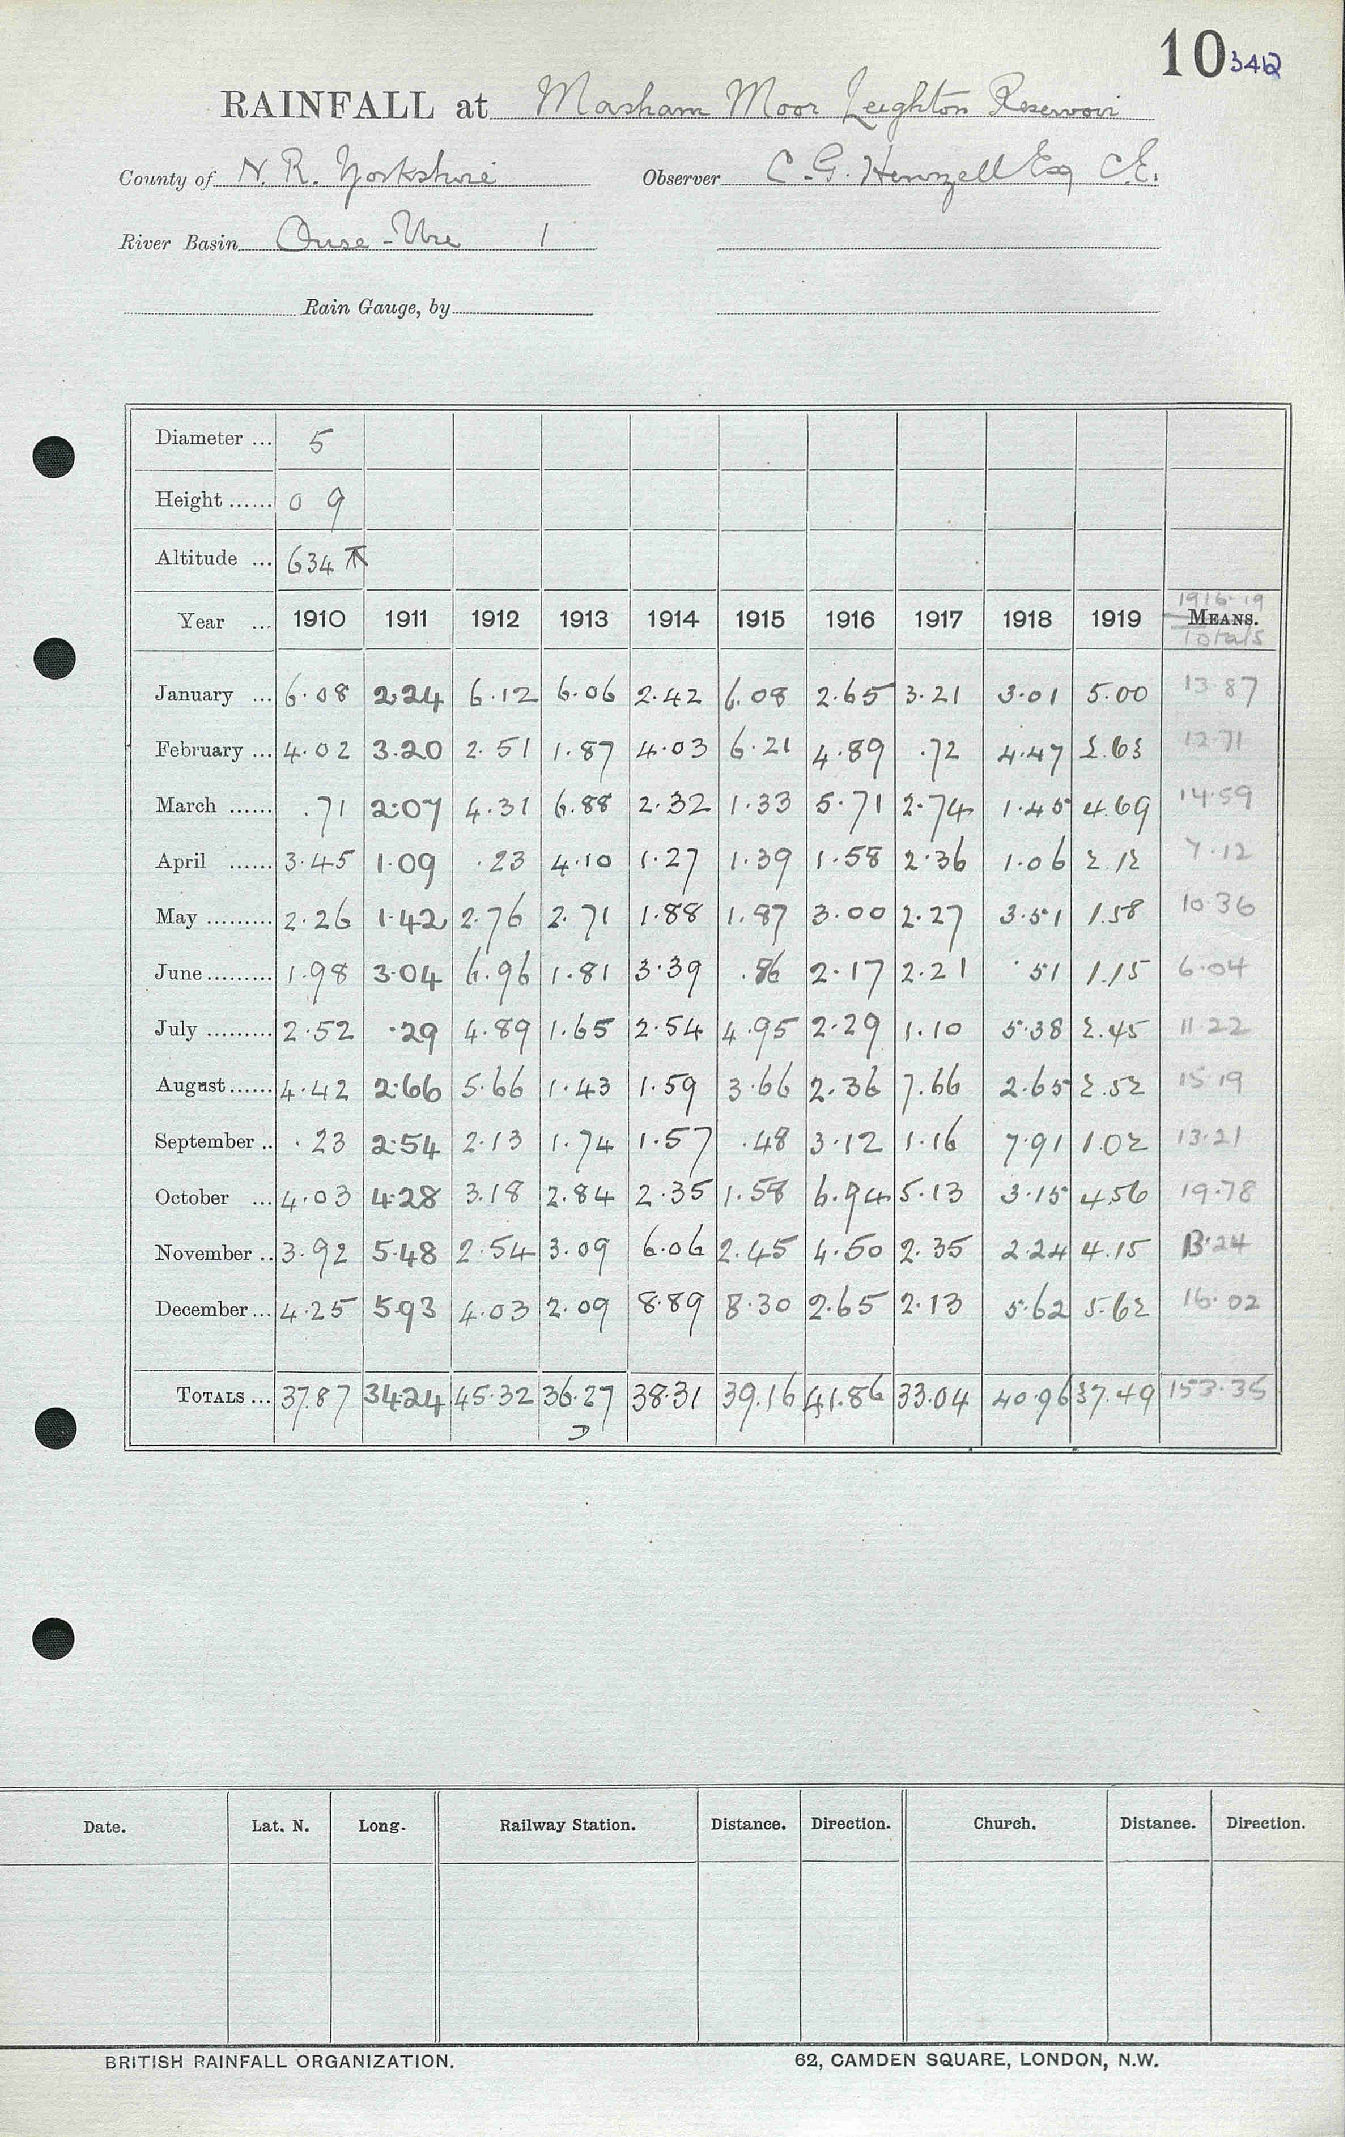 10 342
RAINFALL at Masham Moor Leighton Reservoir
County of N. R. Yorkshire Observer C. G. Henzell Esq C.E.
River Basin Ouse - Ure 1
Rain Gauge, by
Diameter ... 5
Height ...... 0 9
Altitude ... 634
1916-19
Year ... 1910 1911 1912 1913 1914 1915 1916 1917 1918 1919 MEANS.
Totals
January ... 6.08 2.24 6.12 6.06 2.42 6.08 2.65 3.21 3.01 5.00 13.87
February ... 4.02 3.20 2.51 1.87 4.03 6.21 4.89 .72 4.47 2.63 12.71
March ...... .71 2.07 4.31 6.88 2.32 1.33 5.71 2.74 1.45 4.69 14.59
April ...... 3.45 1.09 .23 4.10 1.27 1.39 1.58 2.36 1.06 2.12 7.12
May ......... 2.26 1.42 2.76 2.71 1.88 1.87 3.00 2.27 3.51 1.58 10.36
June ......... 1.98 3.04 6.96 1.81 3.39 .86 2.17 2.21 .51 1.15 6.04
July ......... 2.52 .29 4.89 1.65 2.54 4.95 2.29 1.10 5.38 2.45 11.22
August ...... 4.42 2.66 5.66 1.43 1.59 3.66 2.36 7.66 2.65 2.52 15.19
September .. .23 2.54 2.13 1.74 1.57 .48 3.12 1.16 7.91 1.02 13.21
October ... 4.03 4.28 3.18 2.84 2.35 1.58 6.94 5.13 3.15 4.56 19.78
November .. 3.92 5.48 2.54 3.09 6.06 2.45 4.50 2.35 2.24 4.15 13.24
December ... 4.25 5.93 4.03 2.09 8.89 8.30 2.65 2.13 5.62 5.62 16.02
TOTALS ... 37.87 34.24 45.32 36.27 38.31 39.16 41.86 33.04 40.96 37.49 153.35
Date. Lat. N. Long. Railway Station. Distance. Direction. Church. Distance. Direction.
BRITISH RAINFALL ORGANIZATION. 62, CAMDEN SQUARE, LONDON, N.W.